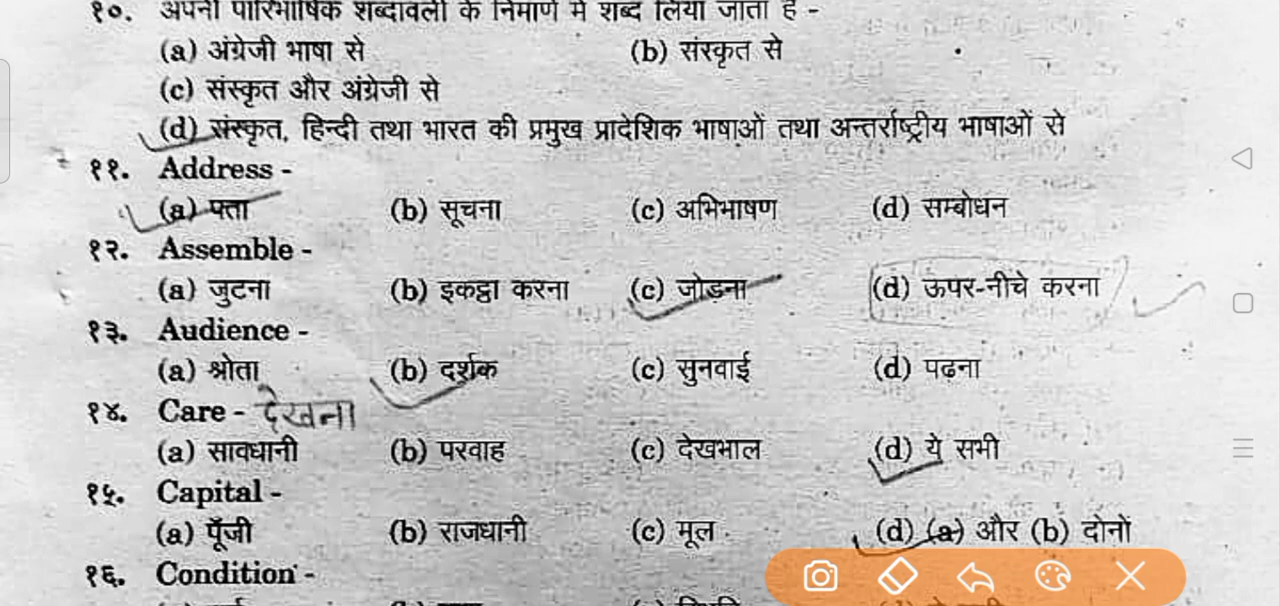 १०. अपनी पारिभाषिक शब्दावली के निर्माण में शब्द लिया जाता है -
(a) अंग्रेजी भाषा से (b) संस्कृत से
(c) संस्कृत और अंग्रेजी से
(d) संस्कृत, हिन्दी तथा भारत की प्रमुख प्रादेशिक भाषाओं तथा अन्तर्राष्ट्रीय भाषाओं से
११. Address -
(a) पता (b) सूचना (c) अभिभाषण (d) सम्बोधन
१२. Assemble -
(a) जुटना (b) इकट्ठा करना (c) जोड़ना (d) ऊपर-नीचे करना
१३. Audience -
(a) श्रोता (b) दर्शक (c) सुनवाई (d) पढना
१४. Care - देखना
(a) सावधानी (b) परवाह (c) देखभाल (d) ये सभी
१५. Capital -
(a) पूँजी (b) राजधानी (c) मूल (d) (a) और (b) दोनों
१६. Condition -